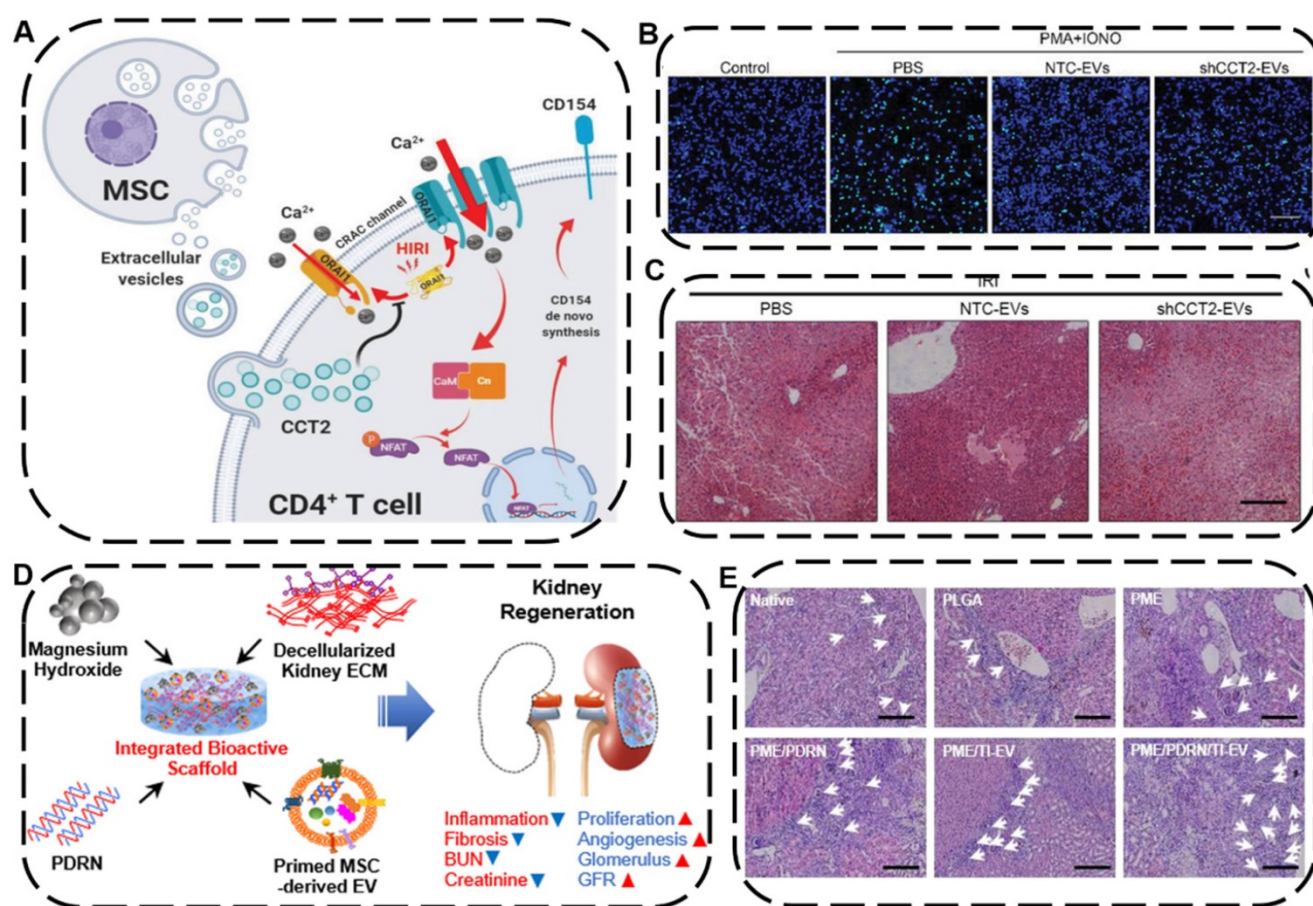 A
MSC
Extracellular
vesicles
Ca2+
CRAC channel
ORAI1
HIRI
ORAI1
Ca2+
ORAI1
CD154
CD154
de novo
synthesis
CaM
Cn
P
NFAT
NFAT
NFAT
CCT2
CD4+ T cell
B
PMA+IONO
Control
PBS
NTC-EVs
shCCT2-EVs
C
IRI
PBS
NTC-EVs
shCCT2-EVs
D
Magnesium
Hydroxide
Decellularized
Kidney ECM
Integrated Bioactive
Scaffold
PDRN
Primed MSC
-derived EV
Kidney
Regeneration
Inflammation ▼ Proliferation ▲
Fibrosis ▼ Angiogenesis ▲
BUN ▼ Glomerulus ▲
Creatinine ▼ GFR ▲
E
Native
PLGA
PME
PME/PDRN
PME/TI-EV
PME/PDRN/TI-EV